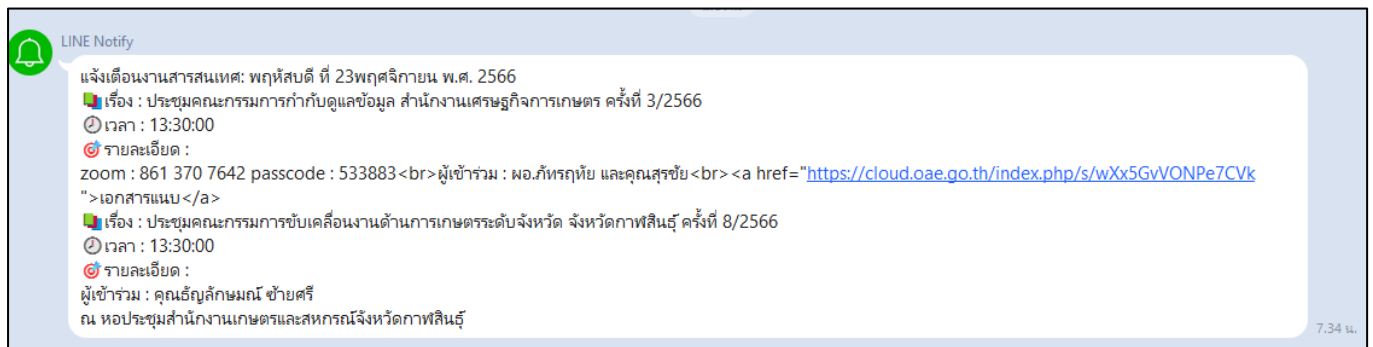 LINE Notify
แจ้งเตือนงานสารสนเทศ: พฤหัสบดี ที่ 23พฤศจิกายน พ.ศ. 2566
เรื่อง : ประชุมคณะกรรมการกำกับดูแลข้อมูล สำนักงานเศรษฐกิจการเกษตร ครั้งที่ 3/2566
เวลา : 13:30:00
รายละเอียด :
zoom : 861 370 7642 passcode : 533883<br>ผู้เข้าร่วม : ผอ.ภัทรฤทัย และคุณสุรชัย<br><a href="https://cloud.oae.go.th/index.php/s/wXx5GvVONPe7CVk
">เอกสารแนบ</a>
เรื่อง : ประชุมคณะกรรมการขับเคลื่อนงานด้านการเกษตรระดับจังหวัด จังหวัดกาฬสินธุ์ ครั้งที่ 8/2566
เวลา : 13:30:00
รายละเอียด :
ผู้เข้าร่วม : คุณธัญลักษมณ์ ซ้ายศรี
ณ หอประชุมสำนักงานเกษตรและสหกรณ์จังหวัดกาฬสินธุ์
7.34 น.